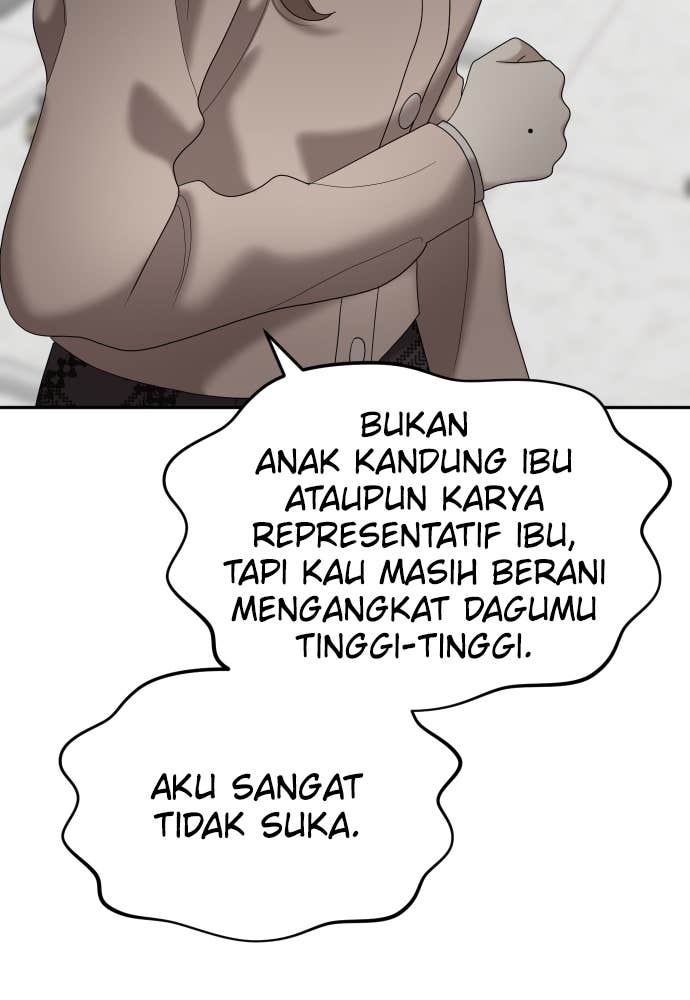 BUKAN
ANAK KANDUNG IBU
ATAUPUN KARYA
REPRESENTATIF IBU,
TAPI KAU MASIH BERANI
MENGANGKAT DAGUMU
TINGGI-TINGGI.
AKU SANGAT
TIDAK SUKA.